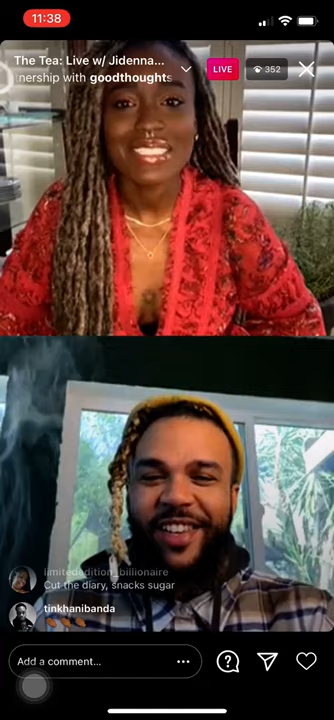 11:38
The Tea: Live w/ Jidenna...
nership with goodthoughts
LIVE
352
limitededition_billionaire
Cut the diary, snacks sugar
tinkhanibanda
Add a comment...